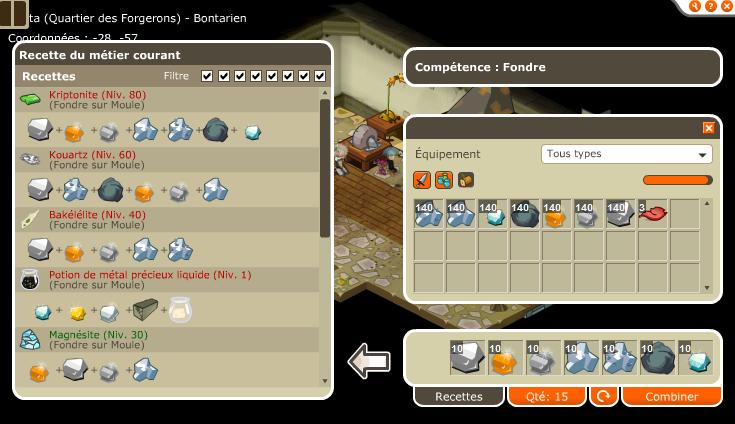 ta (Quartier des Forgerons) - Bontarien
Coordonnées : -28, -57
Recette du métier courant
Recettes
Filtre
Kriptonite (Niv. 80)
(Fondre sur Moule)
Kouartz (Niv. 60)
(Fondre sur Moule)
Bakélélite (Niv. 40)
(Fondre sur Moule)
Potion de métal précieux liquide (Niv. 1)
(Fondre sur Moule)
Magnésite (Niv. 30)
(Fondre sur Moule)
Compétence : Fondre
Équipement
Tous types
140 140 140 140 140 140 140 3
10 10 10 10 10 10 10
Recettes
Qté: 15
Combiner